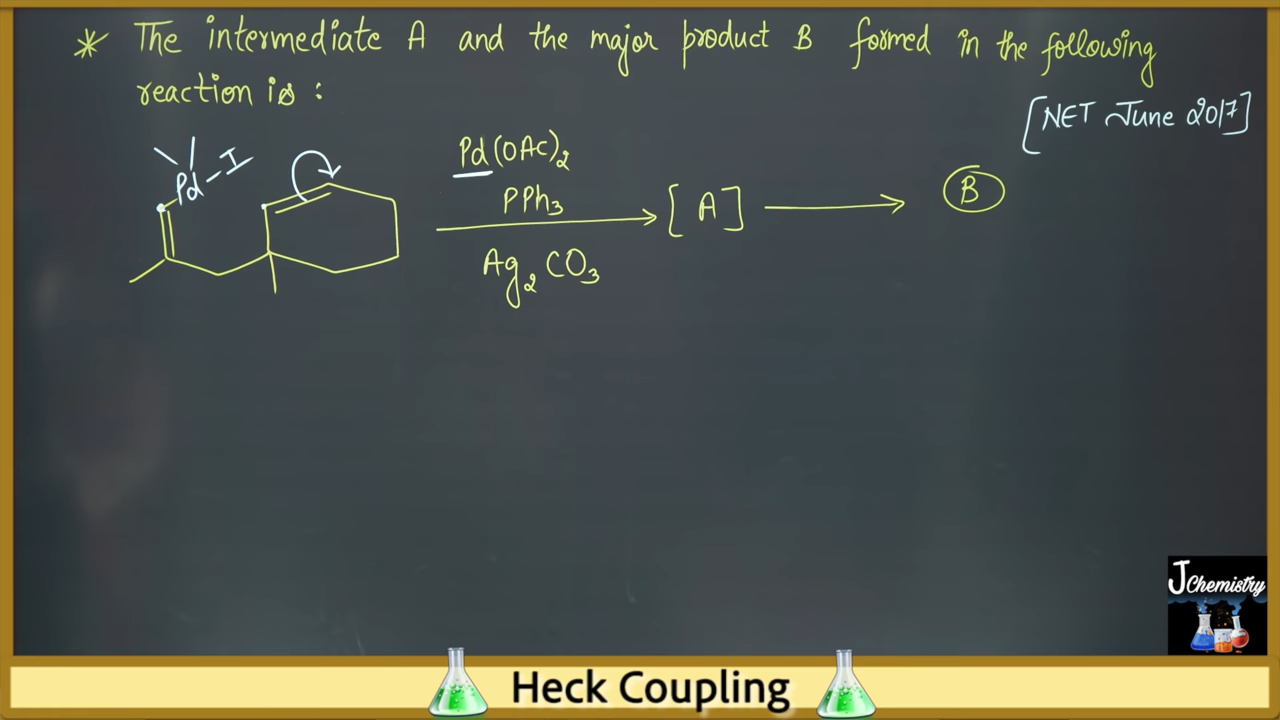 * The intermediate A and the major product B formed in the following
reaction is :
[NET June 2017]
Pd-I
Pd(OAc)₂
PPh₃
Ag₂CO₃
[A]
B
J Chemistry
Heck Coupling